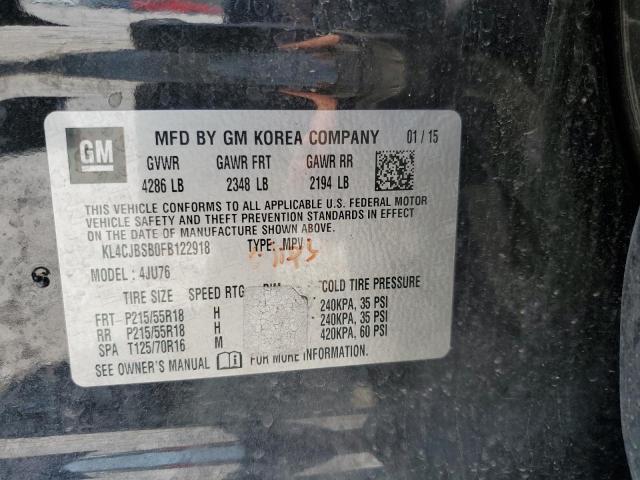 GM
MFD BY GM KOREA COMPANY 01 / 15
GVWR GAWR FRT GAWR RR
4286 LB 2348 LB 2194 LB
THIS VEHICLE CONFORMS TO ALL APPLICABLE U.S. FEDERAL MOTOR
VEHICLE SAFETY AND THEFT PREVENTION STANDARDS IN EFFECT
ON THE DATE OF MANUFACTURE SHOWN ABOVE.
KL4CJBSB0FB122918 TYPE: MPV
MODEL : 4JU76
TIRE SIZE SPEED RTG COLD TIRE PRESSURE
FRT P215/55R18 H 240KPA, 35 PSI
RR P215/55R18 H 240KPA, 35 PSI
SPA T125/70R16 M 420KPA, 60 PSI
SEE OWNER'S MANUAL FOR MORE INFORMATION.